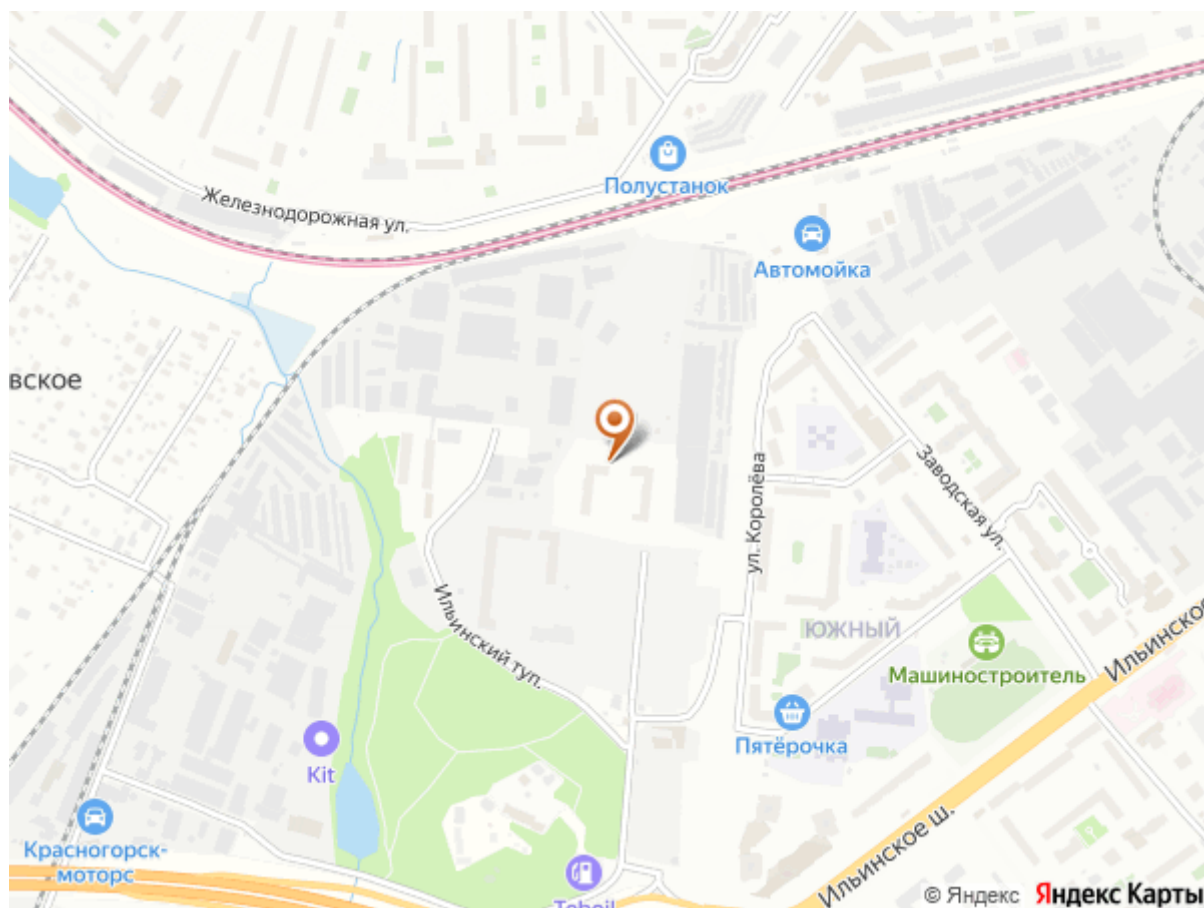 Полустанок
Железнодорожная ул.
Автомойка
вское
ул. Королёва
Заводская ул.
Ильинский туп.
ЮЖНЫЙ
Машиностроитель
Ильинское
Пятёрочка
Kit
Красногорск-
моторс
Ильинское ш.
Teboil
© Яндекс Яндекс Карты